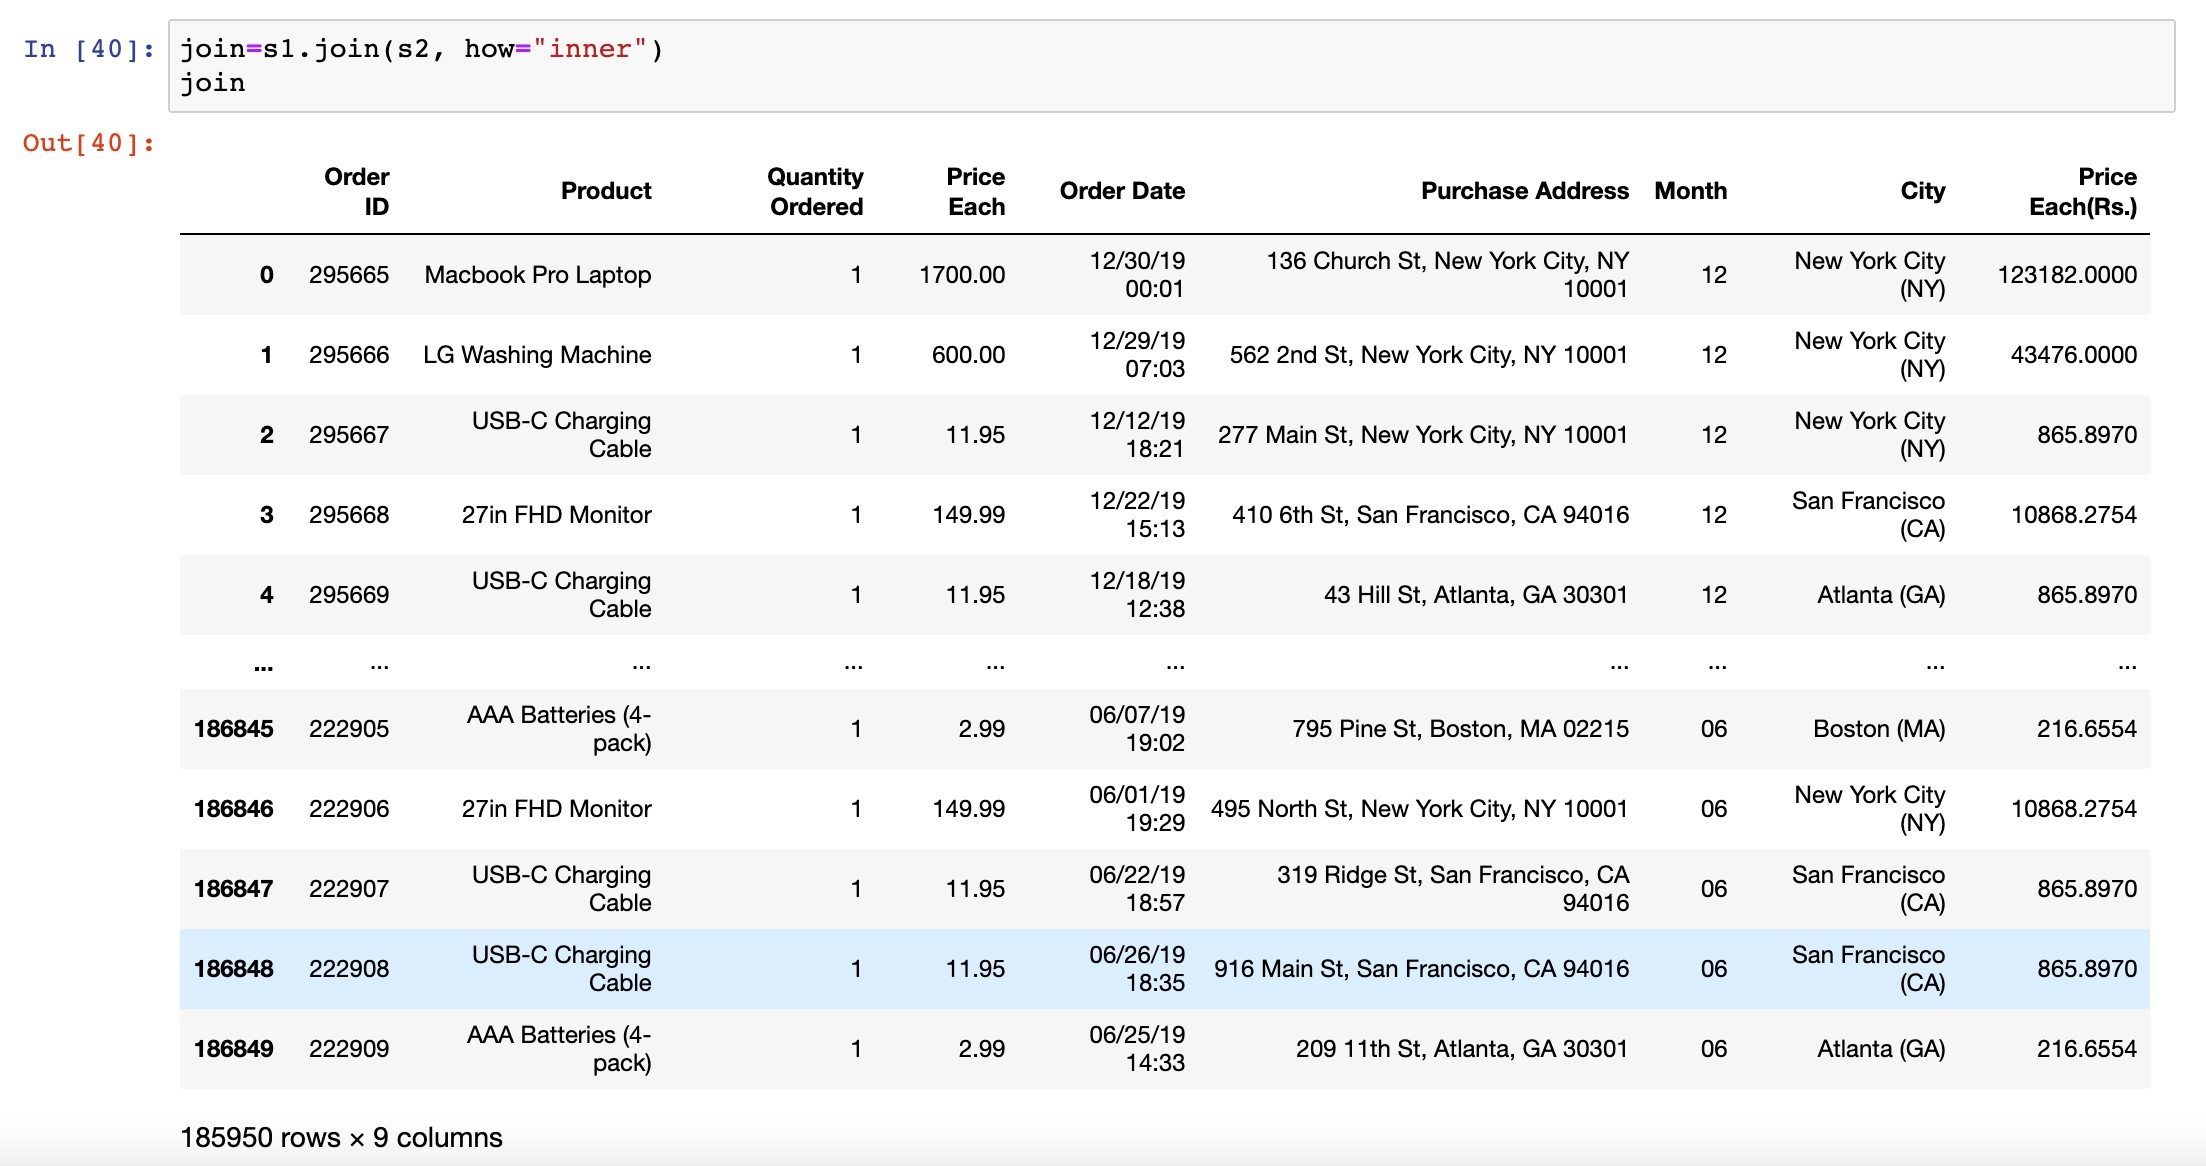 In [40]: join=s1.join(s2, how="inner")
join
Out[40]:
Order ID Product Quantity Ordered Price Each Order Date Purchase Address Month City Price Each(Rs.)
0 295665 Macbook Pro Laptop 1 1700.00 12/30/19 00:01 136 Church St, New York City, NY 10001 12 New York City (NY) 123182.0000
1 295666 LG Washing Machine 1 600.00 12/29/19 07:03 562 2nd St, New York City, NY 10001 12 New York City (NY) 43476.0000
2 295667 USB-C Charging Cable 1 11.95 12/12/19 18:21 277 Main St, New York City, NY 10001 12 New York City (NY) 865.8970
3 295668 27in FHD Monitor 1 149.99 12/22/19 15:13 410 6th St, San Francisco, CA 94016 12 San Francisco (CA) 10868.2754
4 295669 USB-C Charging Cable 1 11.95 12/18/19 12:38 43 Hill St, Atlanta, GA 30301 12 Atlanta (GA) 865.8970
... ... ... ... ... ... ... ... ... ...
186845 222905 AAA Batteries (4-pack) 1 2.99 06/07/19 19:02 795 Pine St, Boston, MA 02215 06 Boston (MA) 216.6554
186846 222906 27in FHD Monitor 1 149.99 06/01/19 19:29 495 North St, New York City, NY 10001 06 New York City (NY) 10868.2754
186847 222907 USB-C Charging Cable 1 11.95 06/22/19 18:57 319 Ridge St, San Francisco, CA 94016 06 San Francisco (CA) 865.8970
186848 222908 USB-C Charging Cable 1 11.95 06/26/19 18:35 916 Main St, San Francisco, CA 94016 06 San Francisco (CA) 865.8970
186849 222909 AAA Batteries (4-pack) 1 2.99 06/25/19 14:33 209 11th St, Atlanta, GA 30301 06 Atlanta (GA) 216.6554
185950 rows × 9 columns